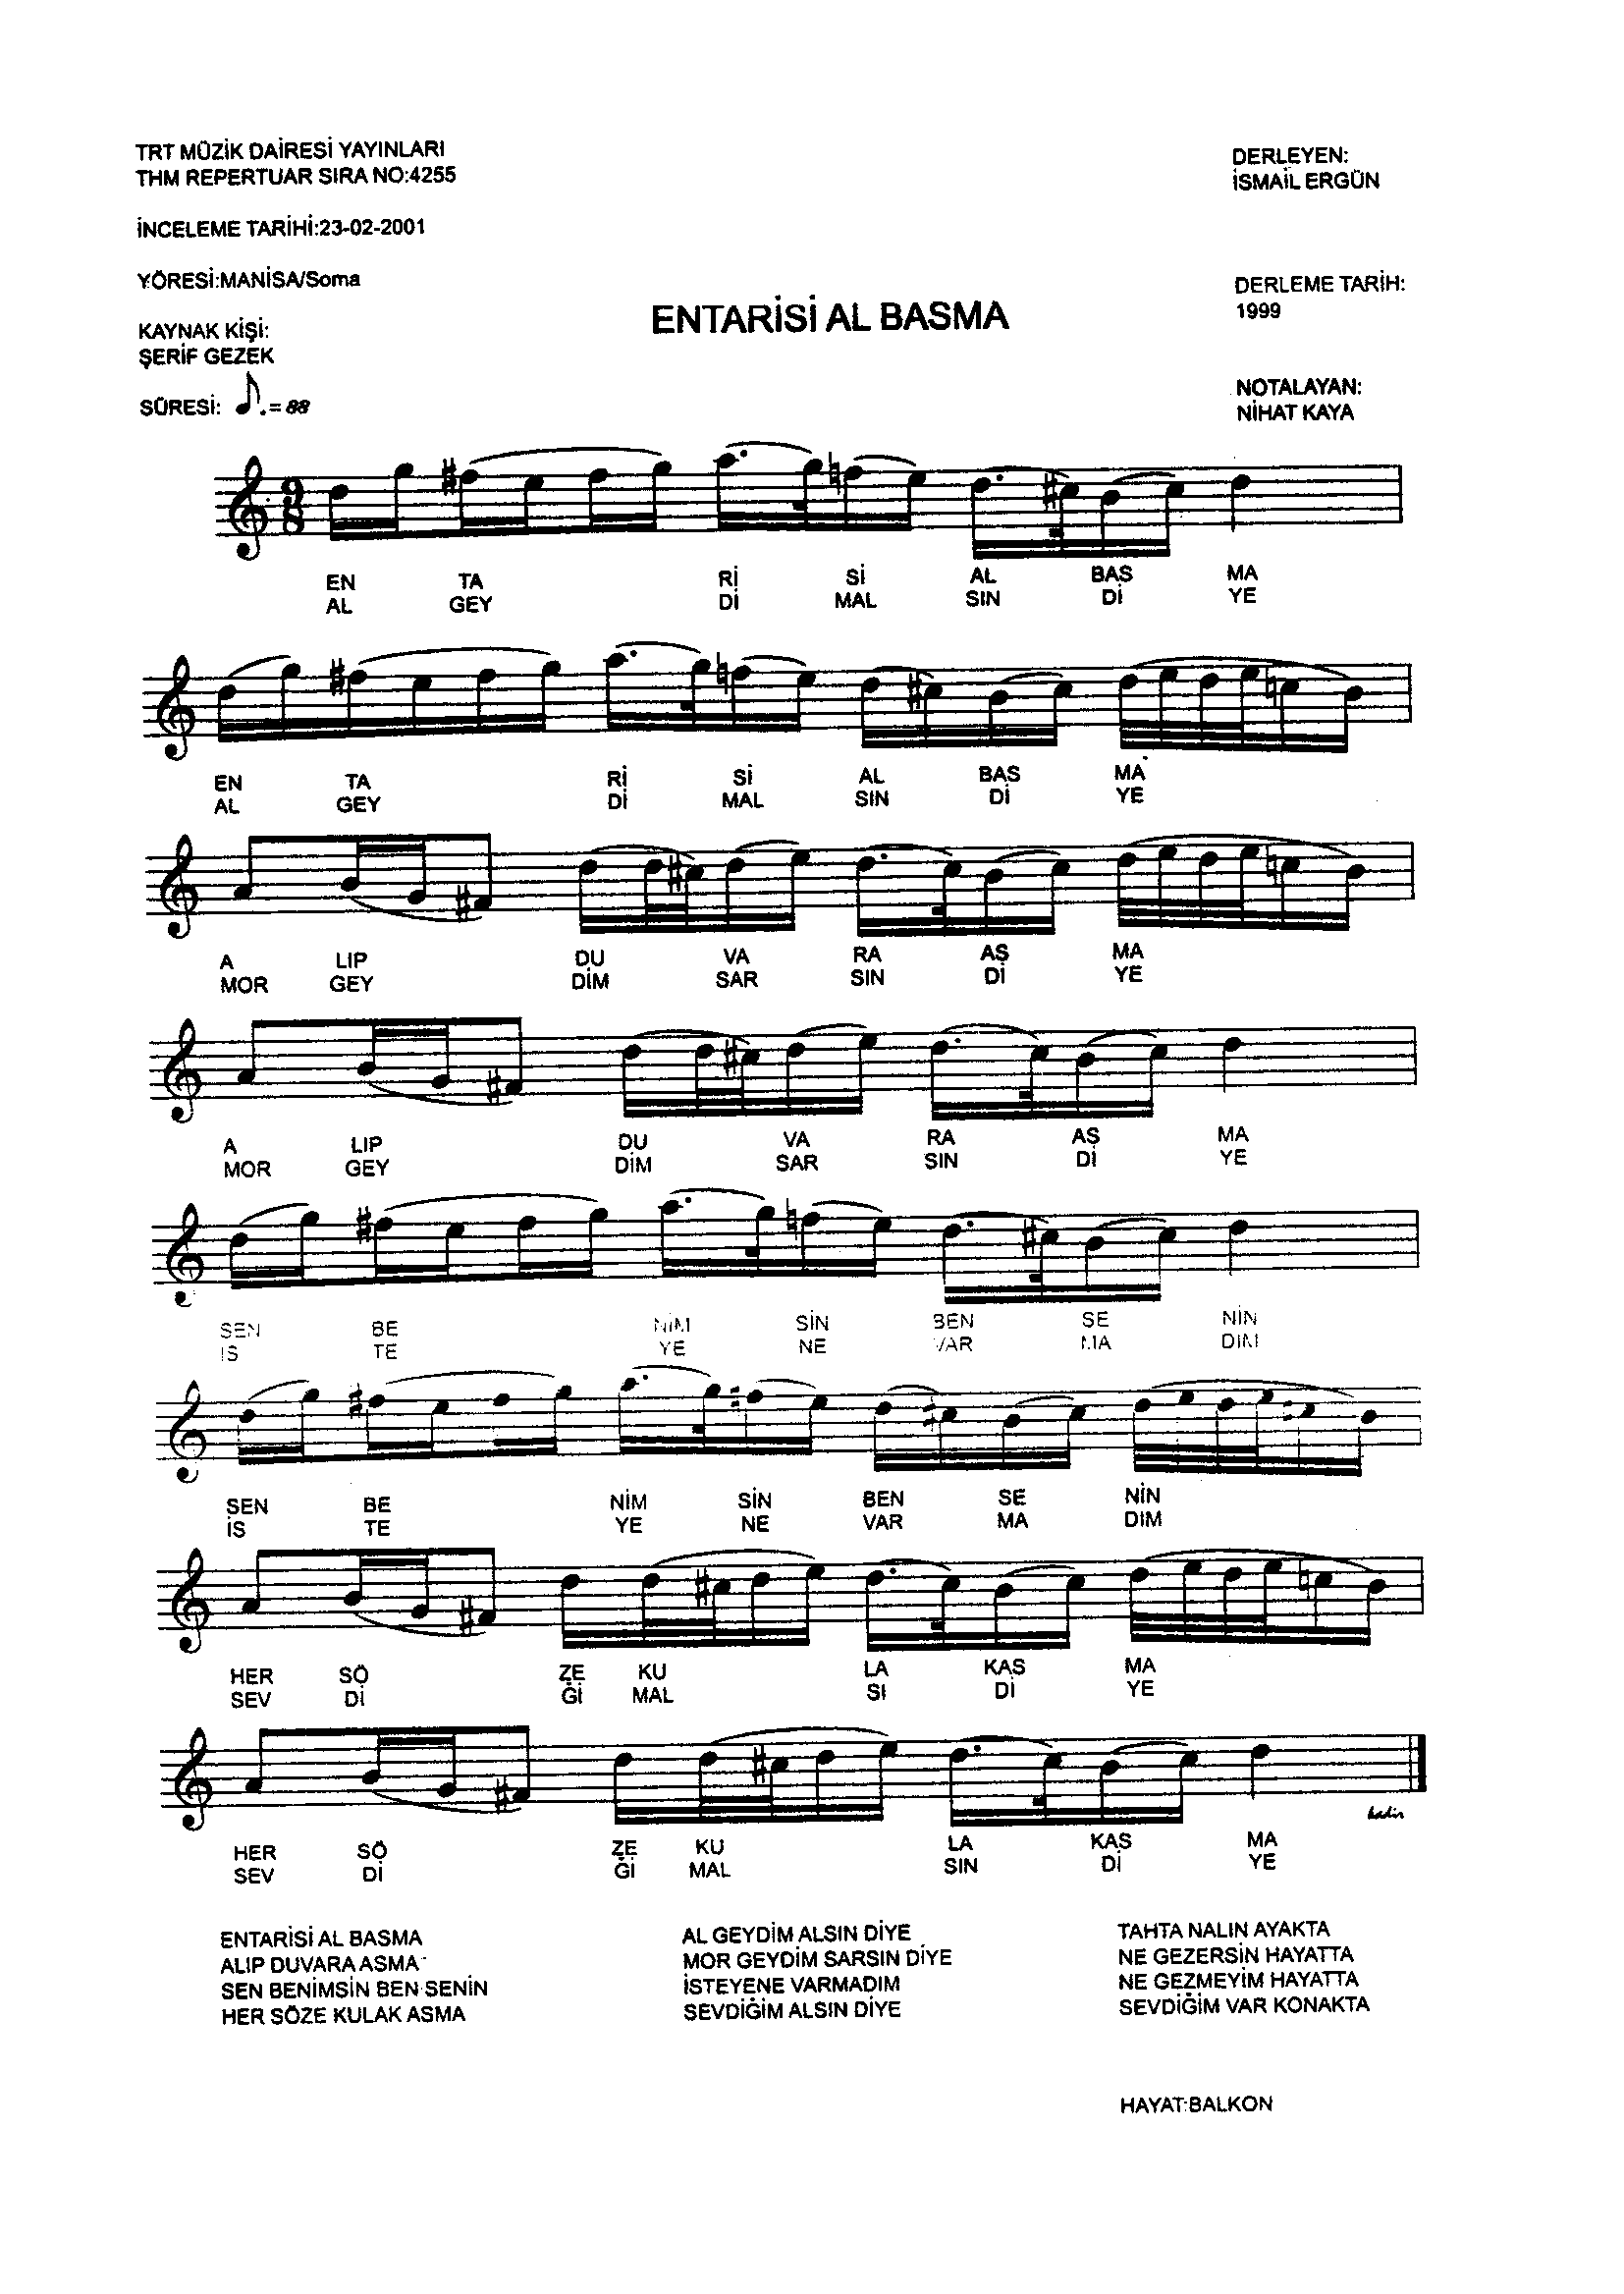 TRT MÜZİK DAİRESİ YAYINLARI
THM REPERTUAR SIRA NO:4255
İNCELEME TARİHİ:23-02-2001
YÖRESİ:MANİSA/Soma
KAYNAK KİŞİ:
ŞERİF GEZEK
SÜRESİ: ♪.=88
DERLEYEN:
İSMAİL ERGÜN
DERLEME TARİH:
1999
NOTALAYAN:
NİHAT KAYA
ENTARİSİ AL BASMA
9
8
EN TA Rİ Sİ AL BAS MA
AL GEY Dİ MAL SIN Dİ YE
EN TA Rİ Sİ AL BAS MA
AL GEY Dİ MAL SIN Dİ YE
A LIP DU VA RA AS MA
MOR GEY DİM SAR SIN Dİ YE
A LIP DU VA RA AS MA
MOR GEY DİM SAR SIN Dİ YE
SEN BE NİM SİN BEN SE NİN
İS TE YE NE VAR MA DIM
SEN BE NİM SİN BEN SE NİN
İS TE YE NE VAR MA DIM
HER SÖ ZE KU LA KAS MA
SEV Dİ Ğİ MAL SI Dİ YE
HER SÖ ZE KU LA KAS MA
SEV Dİ Ğİ MAL SIN Dİ YE
kadir
ENTARİSİ AL BASMA
ALIP DUVARA ASMA
SEN BENİMSİN BEN SENİN
HER SÖZE KULAK ASMA
AL GEYDİM ALSIN DİYE
MOR GEYDİM SARSIN DİYE
İSTEYENE VARMADIM
SEVDİĞİM ALSIN DİYE
TAHTA NALIN AYAKTA
NE GEZERSİN HAYATTA
NE GEZMEYİM HAYATTA
SEVDİĞİM VAR KONAKTA
HAYAT:BALKON